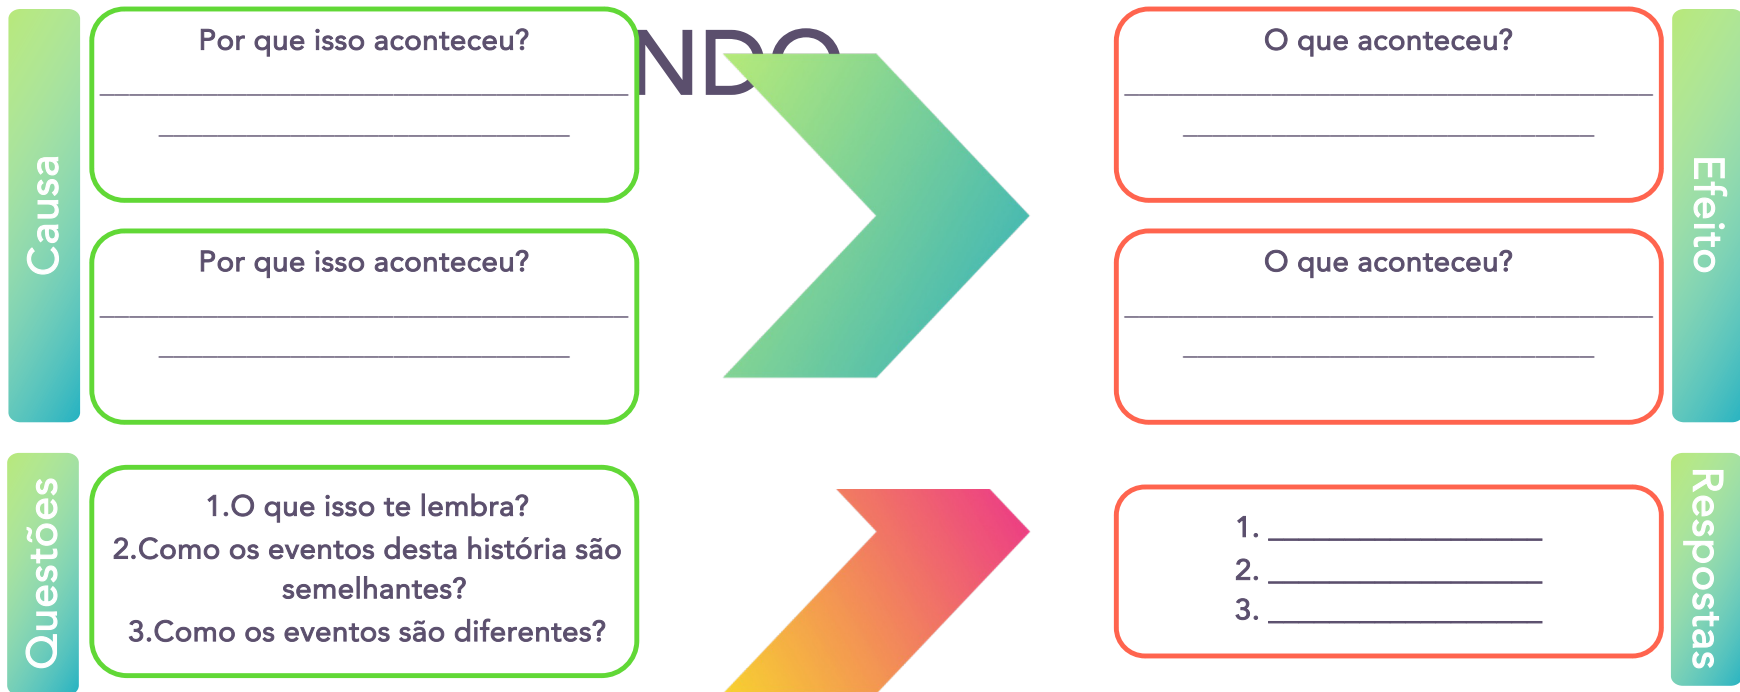 Causa
Por que isso aconteceu?
O que aconteceu?
Efeito
Por que isso aconteceu?
O que aconteceu?
Questões
1.O que isso te lembra?
2.Como os eventos desta história são
semelhantes?
3.Como os eventos são diferentes?
1.
2.
3.
Respostas